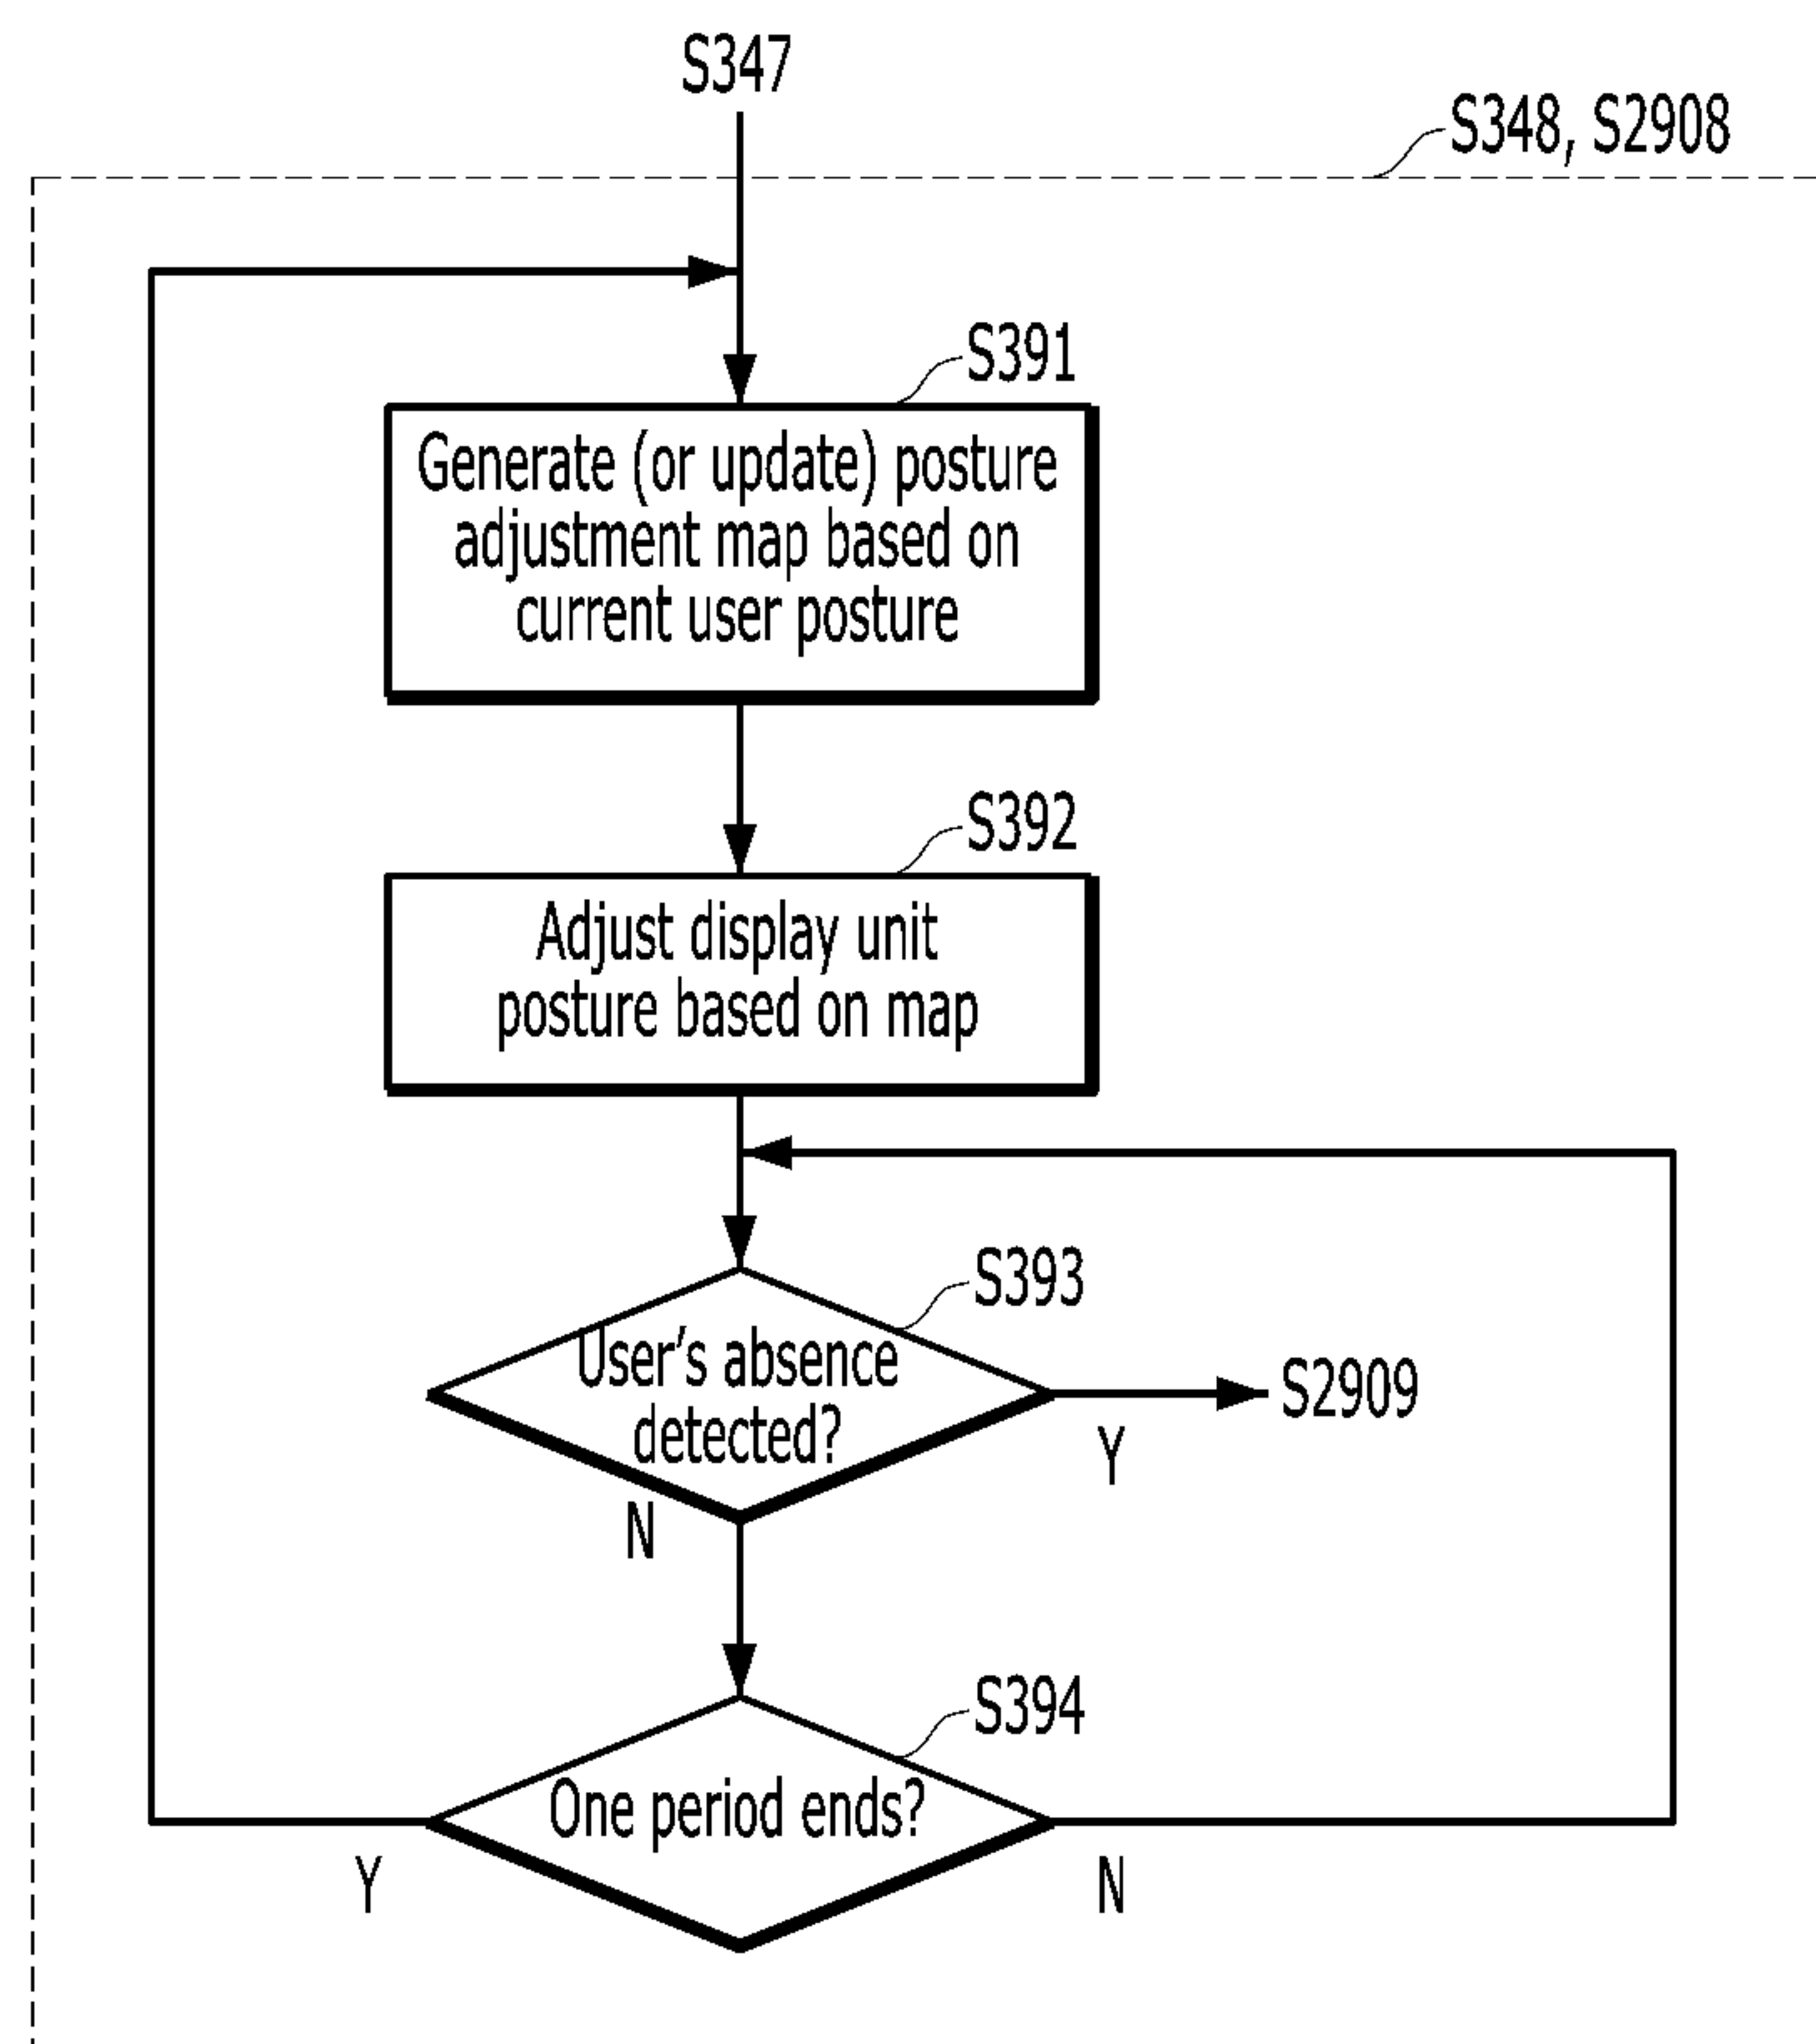 S347
S348, S2908
S391
Generate (or update) posture
adjustment map based on
current user posture
S392
Adjust display unit
posture based on map
S393
User's absence
detected?
S2909
Y
N
S394
One period ends?
Y
N